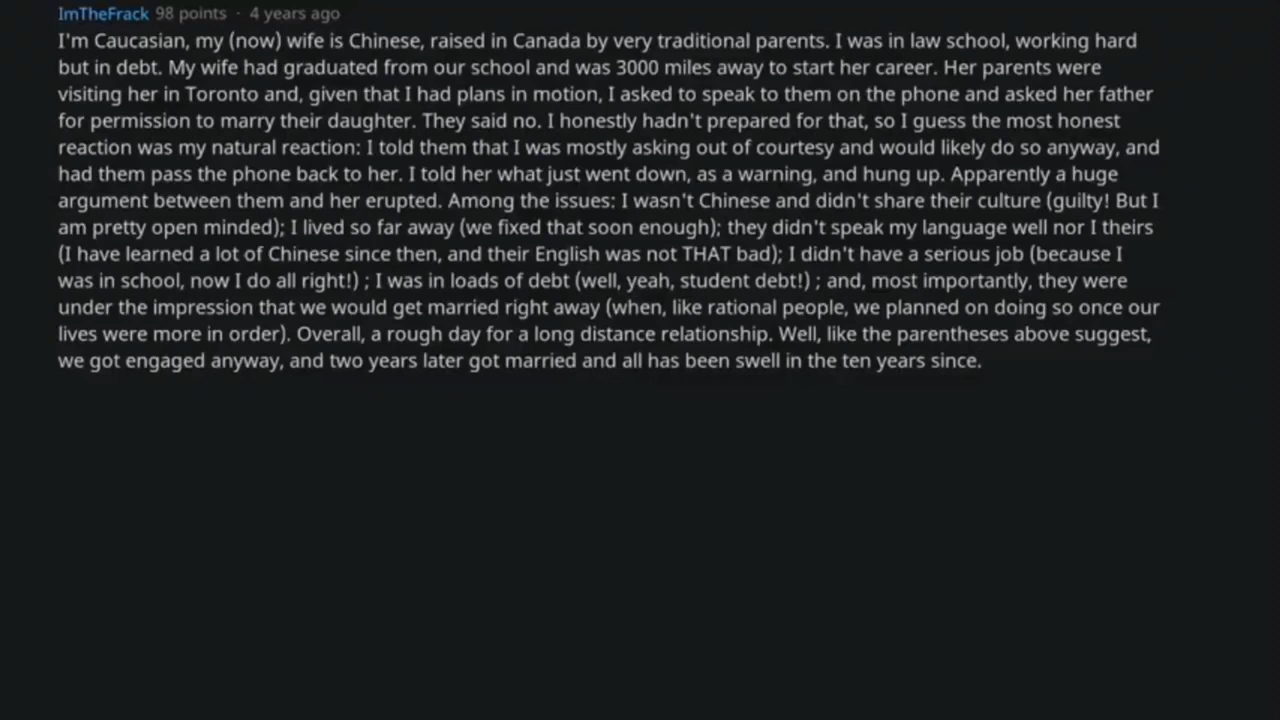 ImTheFrack 98 points · 4 years ago
I'm Caucasian, my (now) wife is Chinese, raised in Canada by very traditional parents. I was in law school, working hard
but in debt. My wife had graduated from our school and was 3000 miles away to start her career. Her parents were
visiting her in Toronto and, given that I had plans in motion, I asked to speak to them on the phone and asked her father
for permission to marry their daughter. They said no. I honestly hadn't prepared for that, so I guess the most honest
reaction was my natural reaction: I told them that I was mostly asking out of courtesy and would likely do so anyway, and
had them pass the phone back to her. I told her what just went down, as a warning, and hung up. Apparently a huge
argument between them and her erupted. Among the issues: I wasn't Chinese and didn't share their culture (guilty! But I
am pretty open minded); I lived so far away (we fixed that soon enough); they didn't speak my language well nor I theirs
(I have learned a lot of Chinese since then, and their English was not THAT bad); I didn't have a serious job (because I
was in school, now I do all right!) ; I was in loads of debt (well, yeah, student debt!) ; and, most importantly, they were
under the impression that we would get married right away (when, like rational people, we planned on doing so once our
lives were more in order). Overall, a rough day for a long distance relationship. Well, like the parentheses above suggest,
we got engaged anyway, and two years later got married and all has been swell in the ten years since.